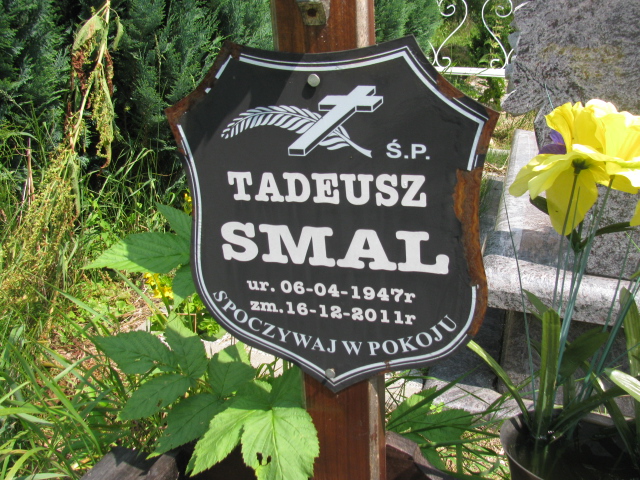 Ś.P.
TADEUSZ
SMAL
ur. 06-04-1947r
zm.16-12-2011r
SPOCZYWAJ W POKOJU